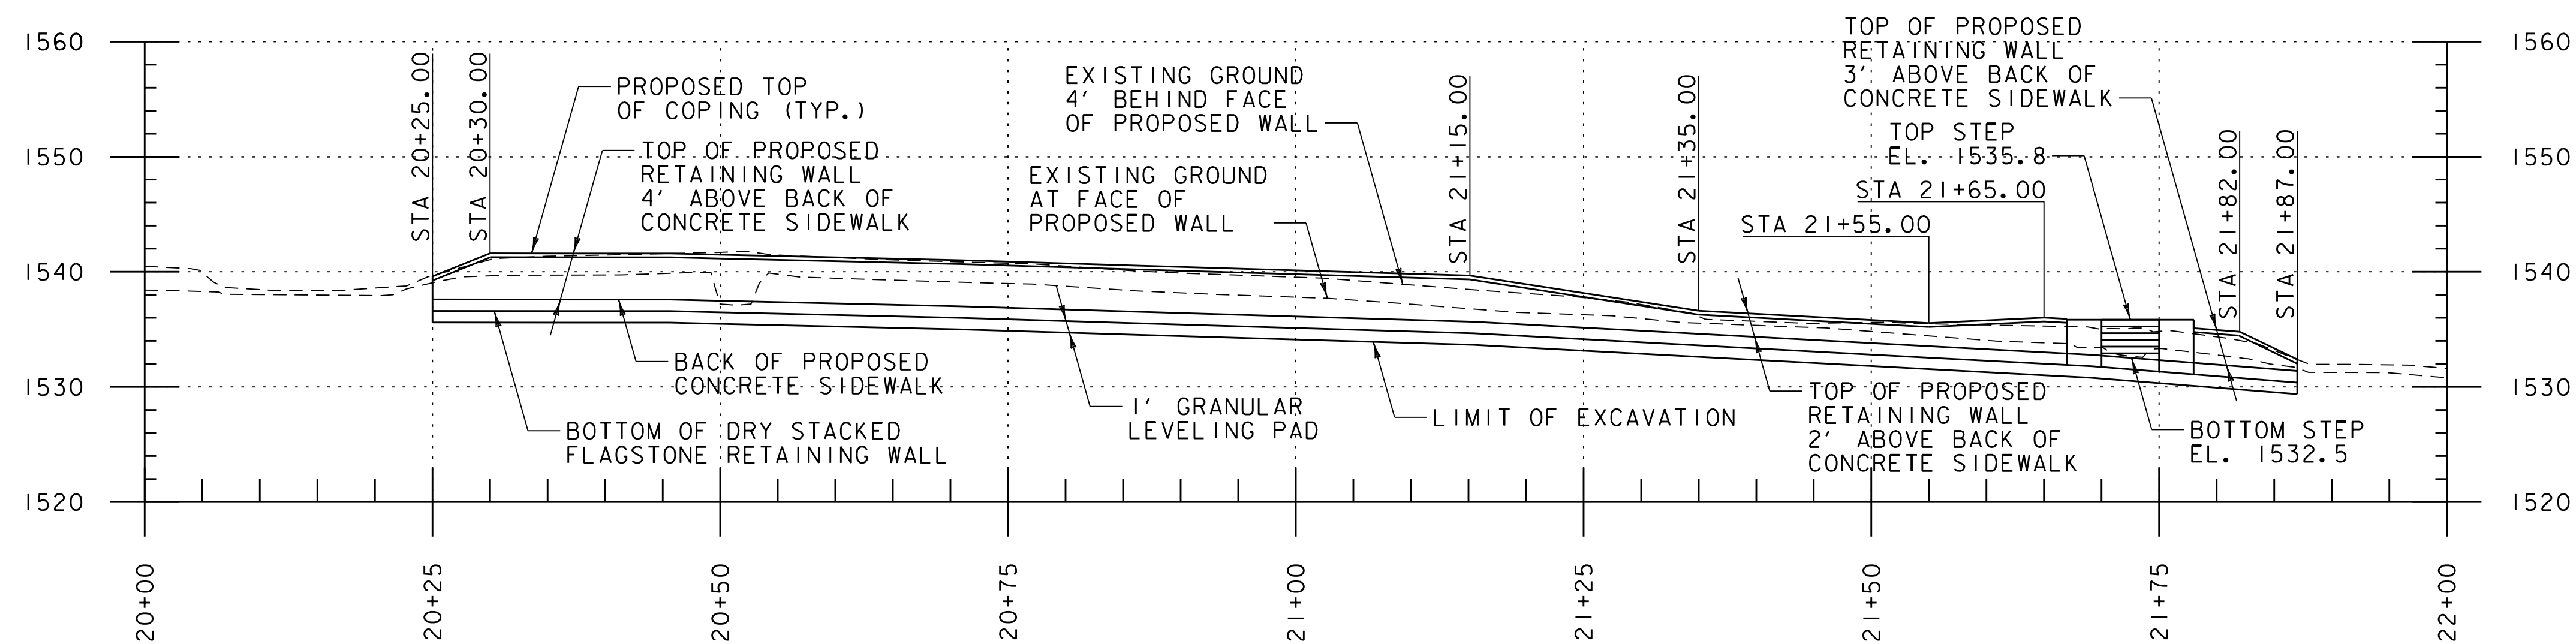 1560
1550
1540
1530
1520
STA 20+25.00
STA 20+30.00
PROPOSED TOP
OF COPING (TYP.)
TOP OF PROPOSED
RETAINING WALL
4' ABOVE BACK OF
CONCRETE SIDEWALK
EXISTING GROUND
4' BEHIND FACE
OF PROPOSED WALL
EXISTING GROUND
AT FACE OF
PROPOSED WALL
STA 21+15.00
STA 21+35.00
TOP OF PROPOSED
RETAINING WALL
3' ABOVE BACK OF
CONCRETE SIDEWALK
TOP STEP
EL. 1535.8
STA 21+65.00
STA 21+55.00
STA 21+82.00
STA 21+87.00
BACK OF PROPOSED
CONCRETE SIDEWALK
BOTTOM OF DRY STACKED
FLAGSTONE RETAINING WALL
1' GRANULAR
LEVELING PAD
LIMIT OF EXCAVATION
TOP OF PROPOSED
RETAINING WALL
2' ABOVE BACK OF
CONCRETE SIDEWALK
BOTTOM STEP
EL. 1532.5
1560
1550
1540
1530
1520
20+00
20+25
20+50
20+75
21+00
21+25
21+50
21+75
22+00